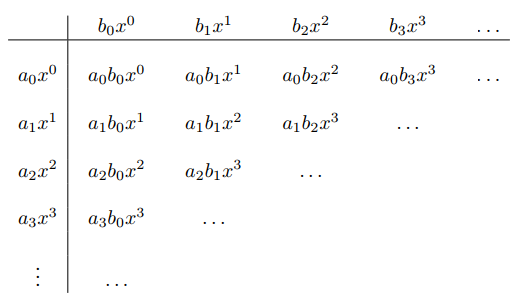 b₀x⁰ b₁x¹ b₂x² b₃x³ …
a₀x⁰ a₀b₀x⁰ a₀b₁x¹ a₀b₂x² a₀b₃x³ …
a₁x¹ a₁b₀x¹ a₁b₁x² a₁b₂x³ …
a₂x² a₂b₀x² a₂b₁x³ …
a₃x³ a₃b₀x³ …
⋮ …